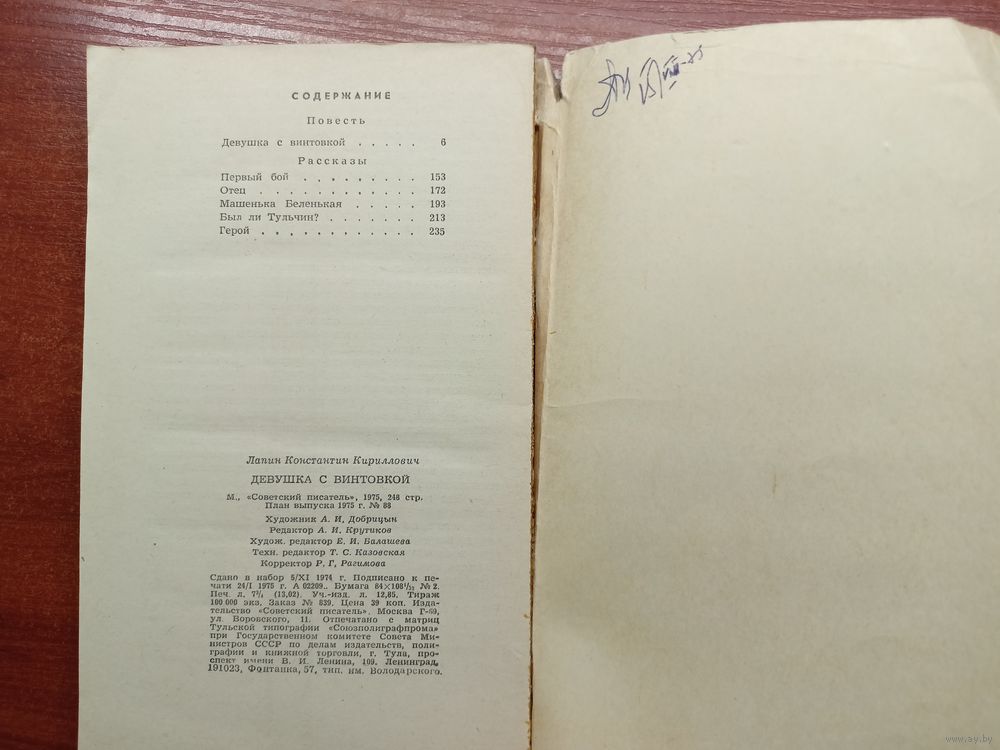 СОДЕРЖАНИЕ
Повесть
Девушка с винтовкой . . . . . 6
Рассказы
Первый бой . . . . . . . . . 153
Отец . . . . . . . . . . . . 172
Машенька Беленькая . . . . . 193
Был ли Тульчин? . . . . . . . 213
Герой . . . . . . . . . . . . 235
Лапин Константин Кириллович
ДЕВУШКА С ВИНТОВКОЙ
М., «Советский писатель», 1975, 248 стр.
План выпуска 1975 г. № 88
Художник А. И. Добрицын
Редактор А. И. Крутиков
Худож. редактор Е. И. Балашева
Техн. редактор Т. С. Казовская
Корректор Р. Г. Рагимова
Сдано в набор 5/XI 1974 г. Подписано к пе-
чати 24/I 1975 г. А 02209.. Бумага 84×108¹/₃₂ № 2.
Печ. л. 7³/₄ (13,02). Уч.-изд. л. 12,85. Тираж
100 000 экз. Заказ № 839. Цена 39 коп. Изда-
тельство «Советский писатель». Москва Г-69,
ул. Воровского, 11. Отпечатано с матриц
Тульской типографии «Союзполиграфпрома»
при Государственном комитете Совета Ми-
нистров СССР по делам издательств, поли-
графии и книжной торговли, г. Тула, про-
спект имени В. И. Ленина, 109. Ленинград,
191023, Фонтанка, 57, тип. им. Володарского.
www.ay.by